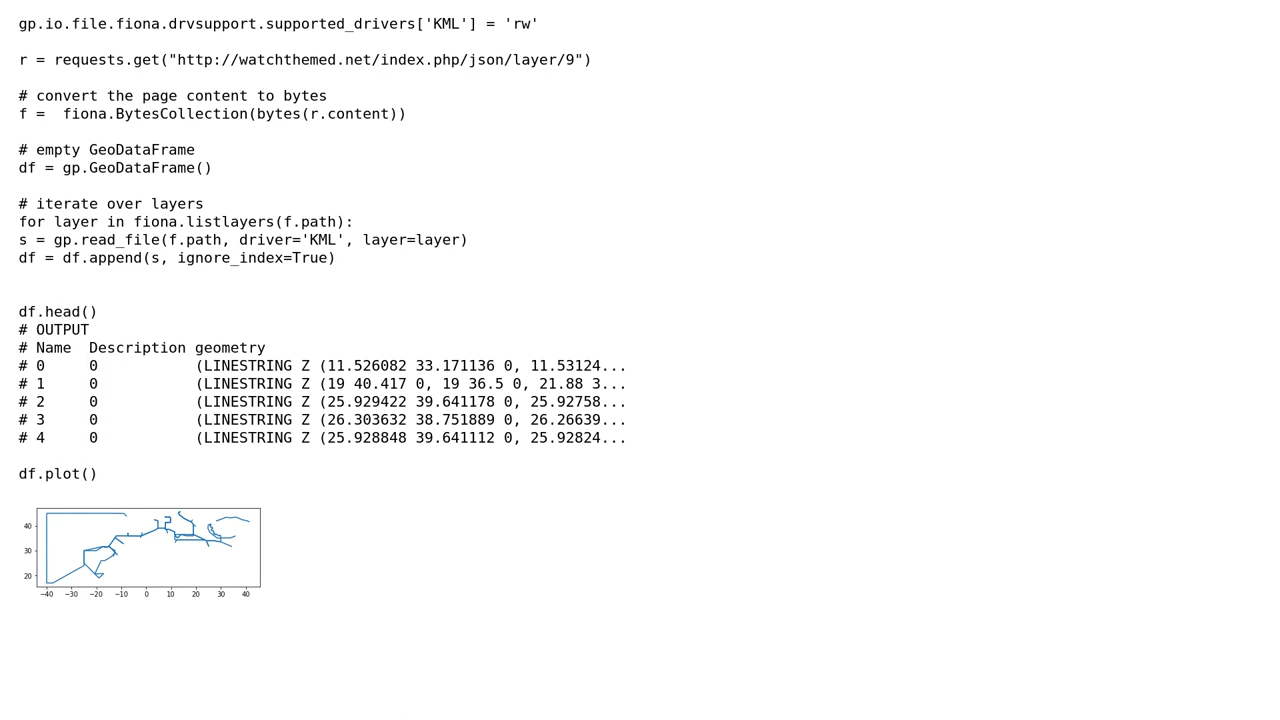 gp.io.file.fiona.drvsupport.supported_drivers['KML'] = 'rw'
r = requests.get("http://watchthemed.net/index.php/json/layer/9")
# convert the page content to bytes
f =  fiona.BytesCollection(bytes(r.content))
# empty GeoDataFrame
df = gp.GeoDataFrame()
# iterate over layers
for layer in fiona.listlayers(f.path):
s = gp.read_file(f.path, driver='KML', layer=layer)
df = df.append(s, ignore_index=True)
df.head()
# OUTPUT
# Name  Description geometry
# 0     0           (LINESTRING Z (11.526082 33.171136 0, 11.53124...
# 1     0           (LINESTRING Z (19 40.417 0, 19 36.5 0, 21.88 3...
# 2     0           (LINESTRING Z (25.929422 39.641178 0, 25.92758...
# 3     0           (LINESTRING Z (26.303632 38.751889 0, 26.26639...
# 4     0           (LINESTRING Z (25.928848 39.641112 0, 25.92824...
df.plot()
40
30
20
−40 −30 −20 −10 0 10 20 30 40